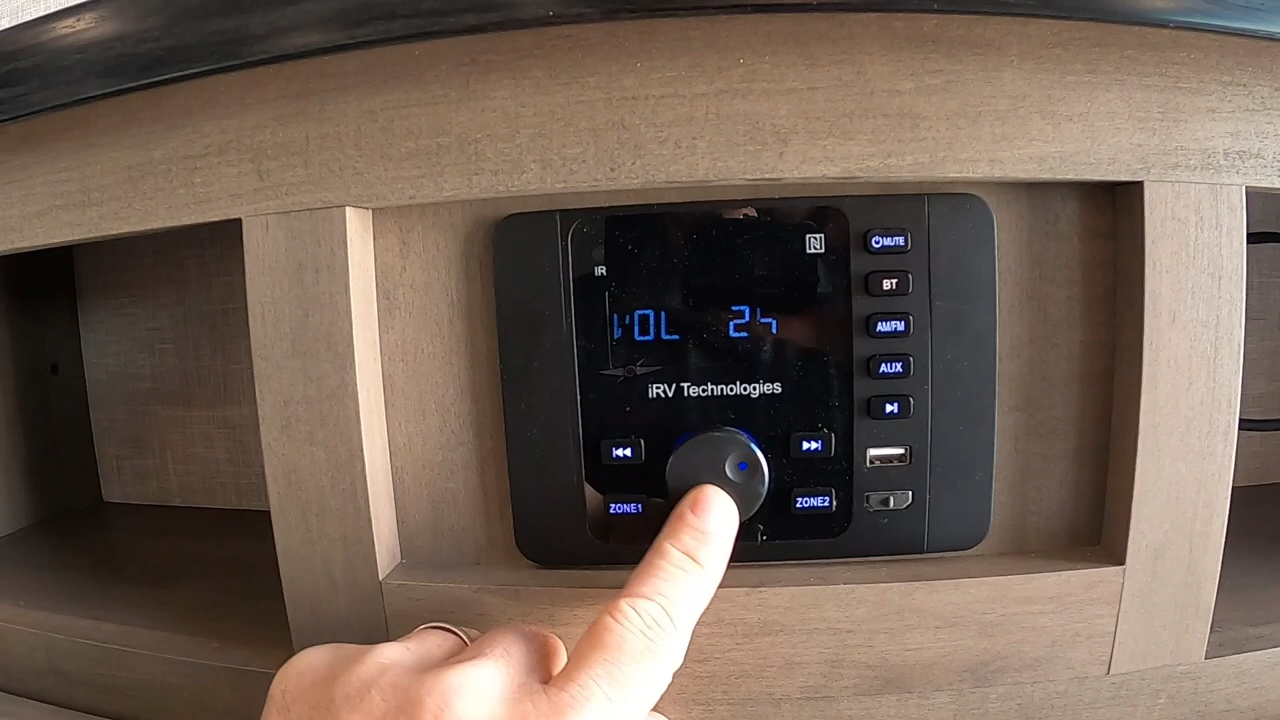 MUTE
IR
BT
VOL 24
AM/FM
AUX
iRV Technologies
ZONE1
ZONE2